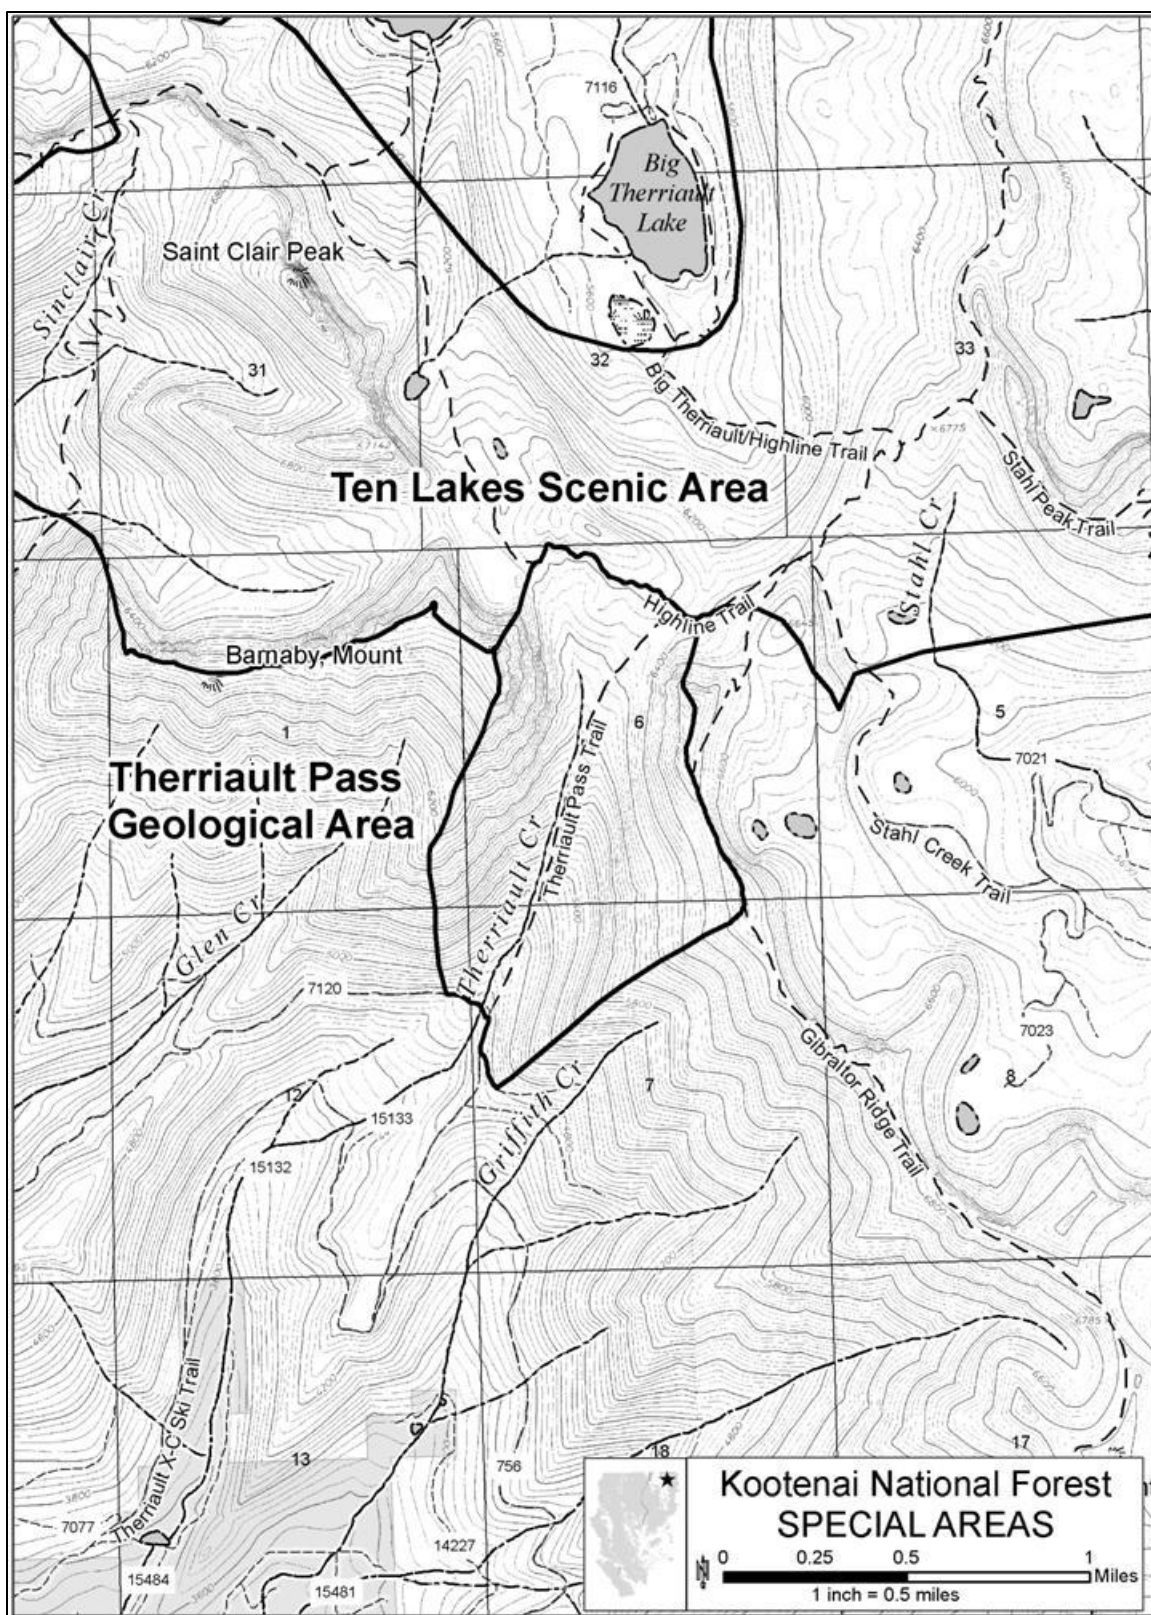 7116
Big
Therriault
Lake
Sinclair Cr
Saint Clair Peak
31
32
33
Big Therriault/Highline Trail
×6775
Stahl Peak Trail
Ten Lakes Scenic Area
Stahl Cr
Highline Trail
Barnaby, Mount
1
6
5
7021
Therriault Pass
Geological Area
Therriault Cr
Therriault Pass Trail
Stahl Creek Trail
Glen Cr
7120
7023
8
Gibraltor Ridge Trail
7
Griffith Cr
12
15133
15132
Therriault X-C Ski Trail
13
18
17
756
7077
14227
15484
15481
Kootenai National Forest
SPECIAL AREAS
N
0 0.25 0.5 1
Miles
1 inch = 0.5 miles